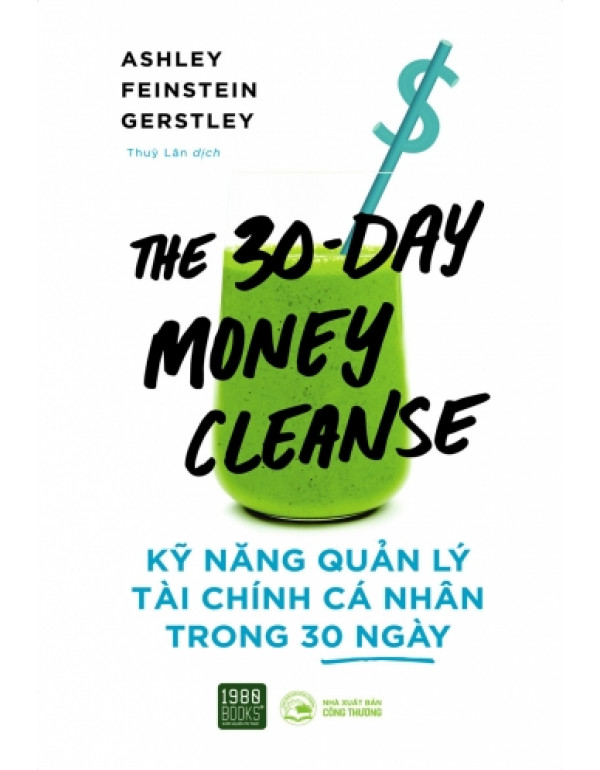 ASHLEY
FEINSTEIN
GERSTLEY
Thuỳ Lân dịch
THE 30-DAY
MONEY
CLEANSE
KỸ NĂNG QUẢN LÝ
TÀI CHÍNH CÁ NHÂN
TRONG 30 NGÀY
1980
BOOKS
NHÀ XUẤT BẢN
CÔNG THƯƠNG